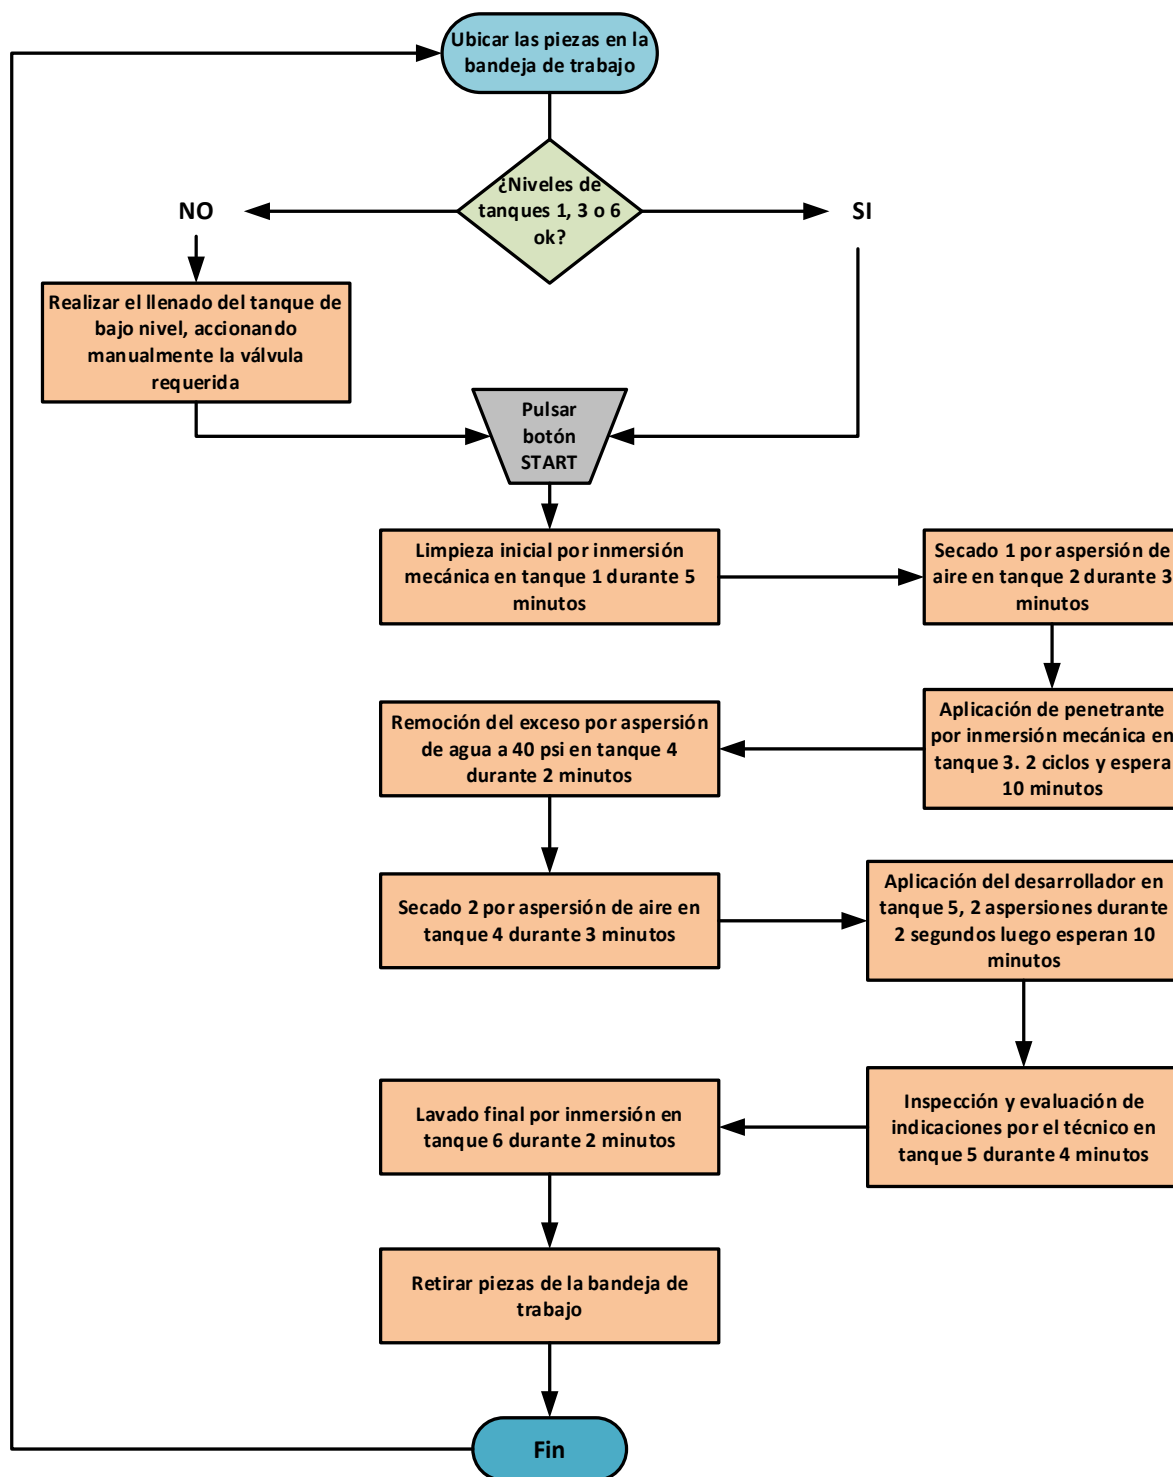 Ubicar las piezas en la
bandeja de trabajo
¿Niveles de
tanques 1, 3 o 6
ok?
NO
SI
Realizar el llenado del tanque de
bajo nivel, accionando
manualmente la válvula
requerida
Pulsar
botón
START
Limpieza inicial por inmersión
mecánica en tanque 1 durante 5
minutos
Secado 1 por aspersión de
aire en tanque 2 durante 3
minutos
Aplicación de penetrante
por inmersión mecánica en
tanque 3. 2 ciclos y espera
10 minutos
Remoción del exceso por aspersión
de agua a 40 psi en tanque 4
durante 2 minutos
Secado 2 por aspersión de aire en
tanque 4 durante 3 minutos
Aplicación del desarrollador en
tanque 5, 2 aspersiones durante
2 segundos luego esperan 10
minutos
Inspección y evaluación de
indicaciones por el técnico en
tanque 5 durante 4 minutos
Lavado final por inmersión en
tanque 6 durante 2 minutos
Retirar piezas de la bandeja de
trabajo
Fin